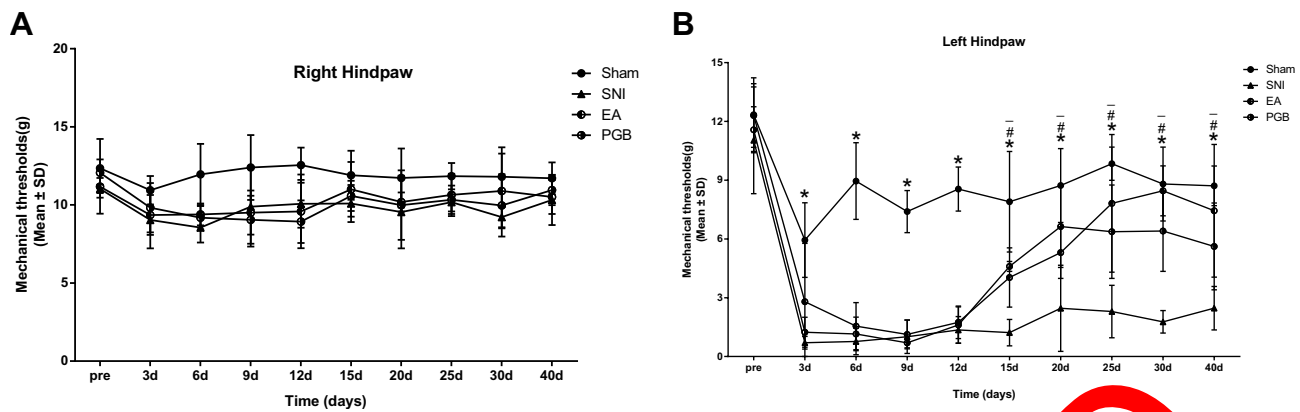 A
Right Hindpaw
Mechanical thresholds(g)
(Mean ± SD)
20
15
10
5
0
pre 3d 6d 9d 12d 15d 20d 25d 30d 40d
Time (days)
Sham
SNI
EA
PGB
B
Left Hindpaw
Mechanical thresholds(g)
(Mean ± SD)
15
12
9
6
3
0
* * * * 
– – – – –
# # # # #
* * * * *
pre 3d 6d 9d 12d 15d 20d 25d 30d 40d
Time (days)
Sham
SNI
EA
PGB